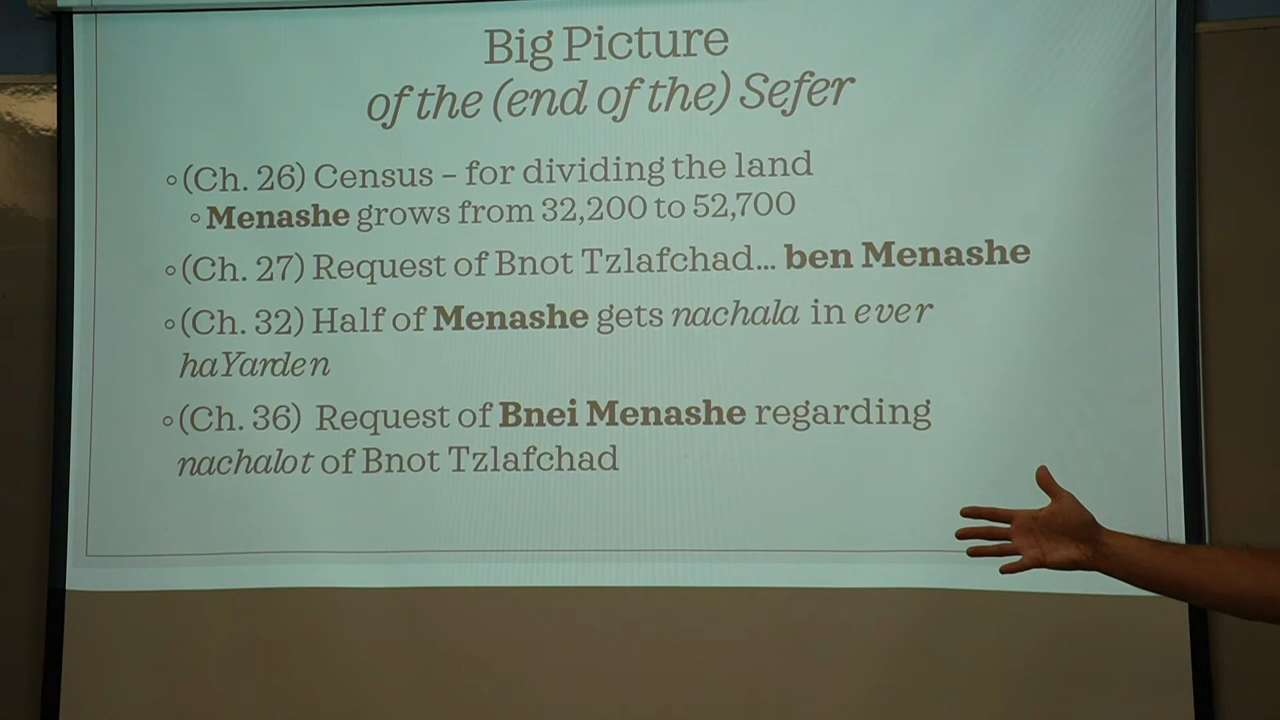 Big Picture
of the (end of the) Sefer
◦(Ch. 26) Census – for dividing the land
◦Menashe grows from 32,200 to 52,700
◦(Ch. 27) Request of Bnot Tzlafchad... ben Menashe
◦(Ch. 32) Half of Menashe gets nachala in ever
haYarden
◦(Ch. 36) Request of Bnei Menashe regarding
nachalot of Bnot Tzlafchad